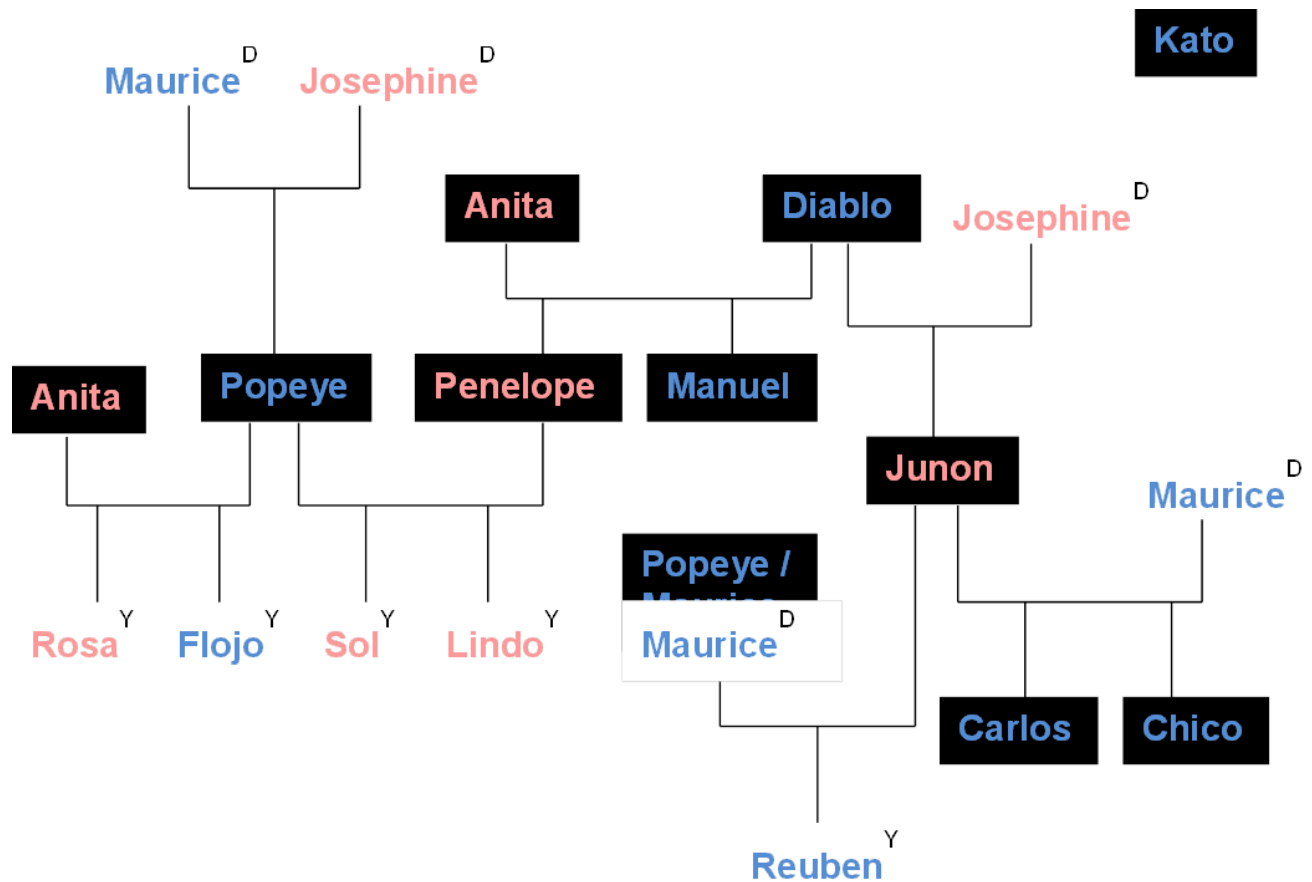 Kato
Maurice D
Josephine D
Anita
Diablo
Josephine D
Anita
Popeye
Penelope
Manuel
Junon
Maurice D
Popeye /
Maurice D
Rosa Y
Flojo Y
Sol Y
Lindo Y
Carlos
Chico
Reuben Y